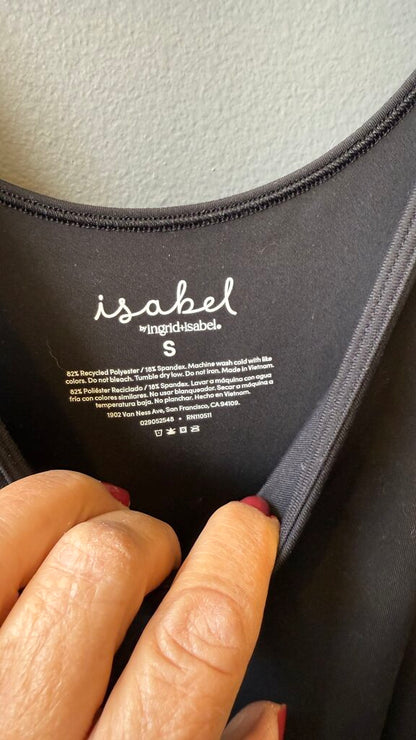 isabel
by ingrid+isabel®
S
82% Recycled Polyester / 18% Spandex. Machine wash cold with like
colors. Do not bleach. Tumble dry low. Do not iron. Made in Vietnam.
82% Poliéster Reciclado / 18% Spandex. Lavar a máquina con agua
fría con colores similares. No usar blanqueador. Secar a máquina a
temperatura baja. No planchar. Hecho en Vietnam.
1902 Van Ness Ave, San Francisco, CA 94109.
029052548 • RN110511